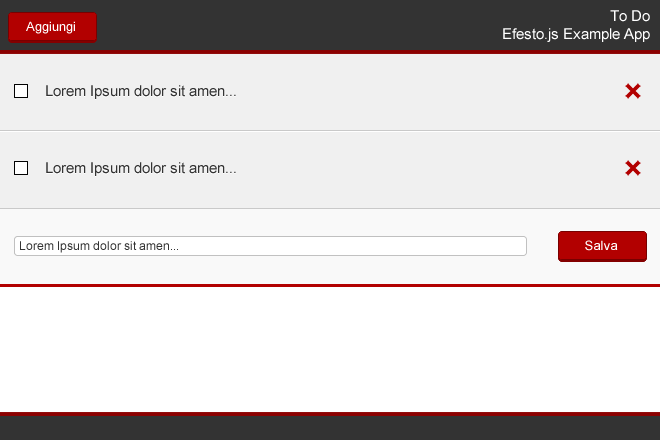 Aggiungi
To Do
Efesto.js Example App
Lorem Ipsum dolor sit amen...
Lorem Ipsum dolor sit amen...
Lorem Ipsum dolor sit amen...
Salva